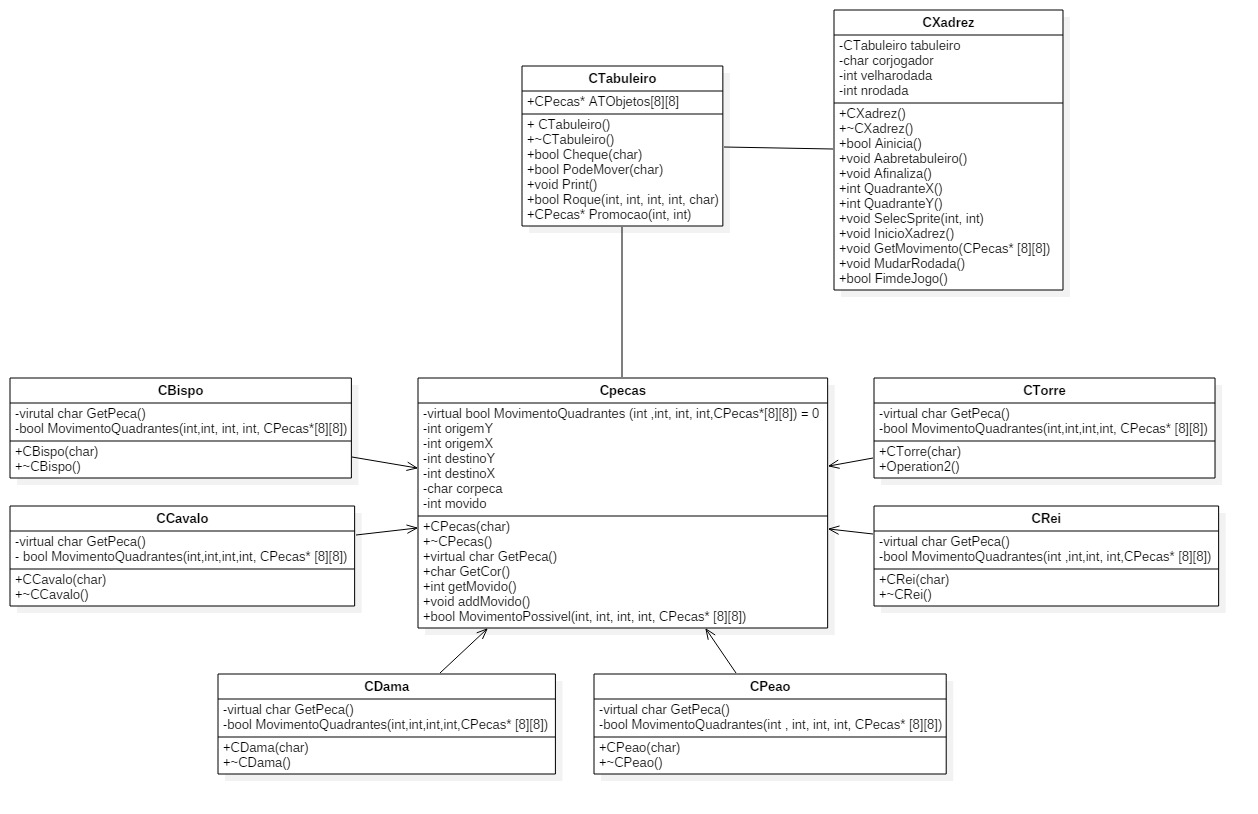 CXadrez
-CTabuleiro tabuleiro
-char corjogador
-int velharodada
-int nrodada
+CXadrez()
+~CXadrez()
+bool Ainicia()
+void Aabretabuleiro()
+void Afinaliza()
+int QuadranteX()
+int QuadranteY()
+void SelecSprite(int, int)
+void InicioXadrez()
+void GetMovimento(CPecas* [8][8])
+void MudarRodada()
+bool FimdeJogo()
CTabuleiro
+CPecas* ATObjetos[8][8]
+ CTabuleiro()
+~CTabuleiro()
+bool Cheque(char)
+bool PodeMover(char)
+void Print()
+bool Roque(int, int, int, int, char)
+CPecas* Promocao(int, int)
CBispo
-virutal char GetPeca()
-bool MovimentoQuadrantes(int,int, int, int, CPecas*[8][8])
+CBispo(char)
+~CBispo()
Cpecas
-virtual bool MovimentoQuadrantes (int ,int, int, int,CPecas*[8][8]) = 0
-int origemY
-int origemX
-int destinoY
-int destinoX
-char corpeca
-int movido
+CPecas(char)
+~CPecas()
+virtual char GetPeca()
+char GetCor()
+int getMovido()
+void addMovido()
+bool MovimentoPossivel(int, int, int, int, CPecas* [8][8])
CTorre
-virtual char GetPeca()
-bool MovimentoQuadrantes(int,int,int,int, CPecas* [8][8])
+CTorre(char)
+Operation2()
CCavalo
-virtual char GetPeca()
- bool MovimentoQuadrantes(int,int,int,int, CPecas* [8][8])
+CCavalo(char)
+~CCavalo()
CRei
-virtual char GetPeca()
-bool MovimentoQuadrantes(int ,int,int, int,CPecas* [8][8])
+CRei(char)
+~CRei()
CDama
-virtual char GetPeca()
-bool MovimentoQuadrantes(int,int,int,int,CPecas* [8][8])
+CDama(char)
+~CDama()
CPeao
-virtual char GetPeca()
-bool MovimentoQuadrantes(int , int, int, int, CPecas* [8][8])
+CPeao(char)
+~CPeao()